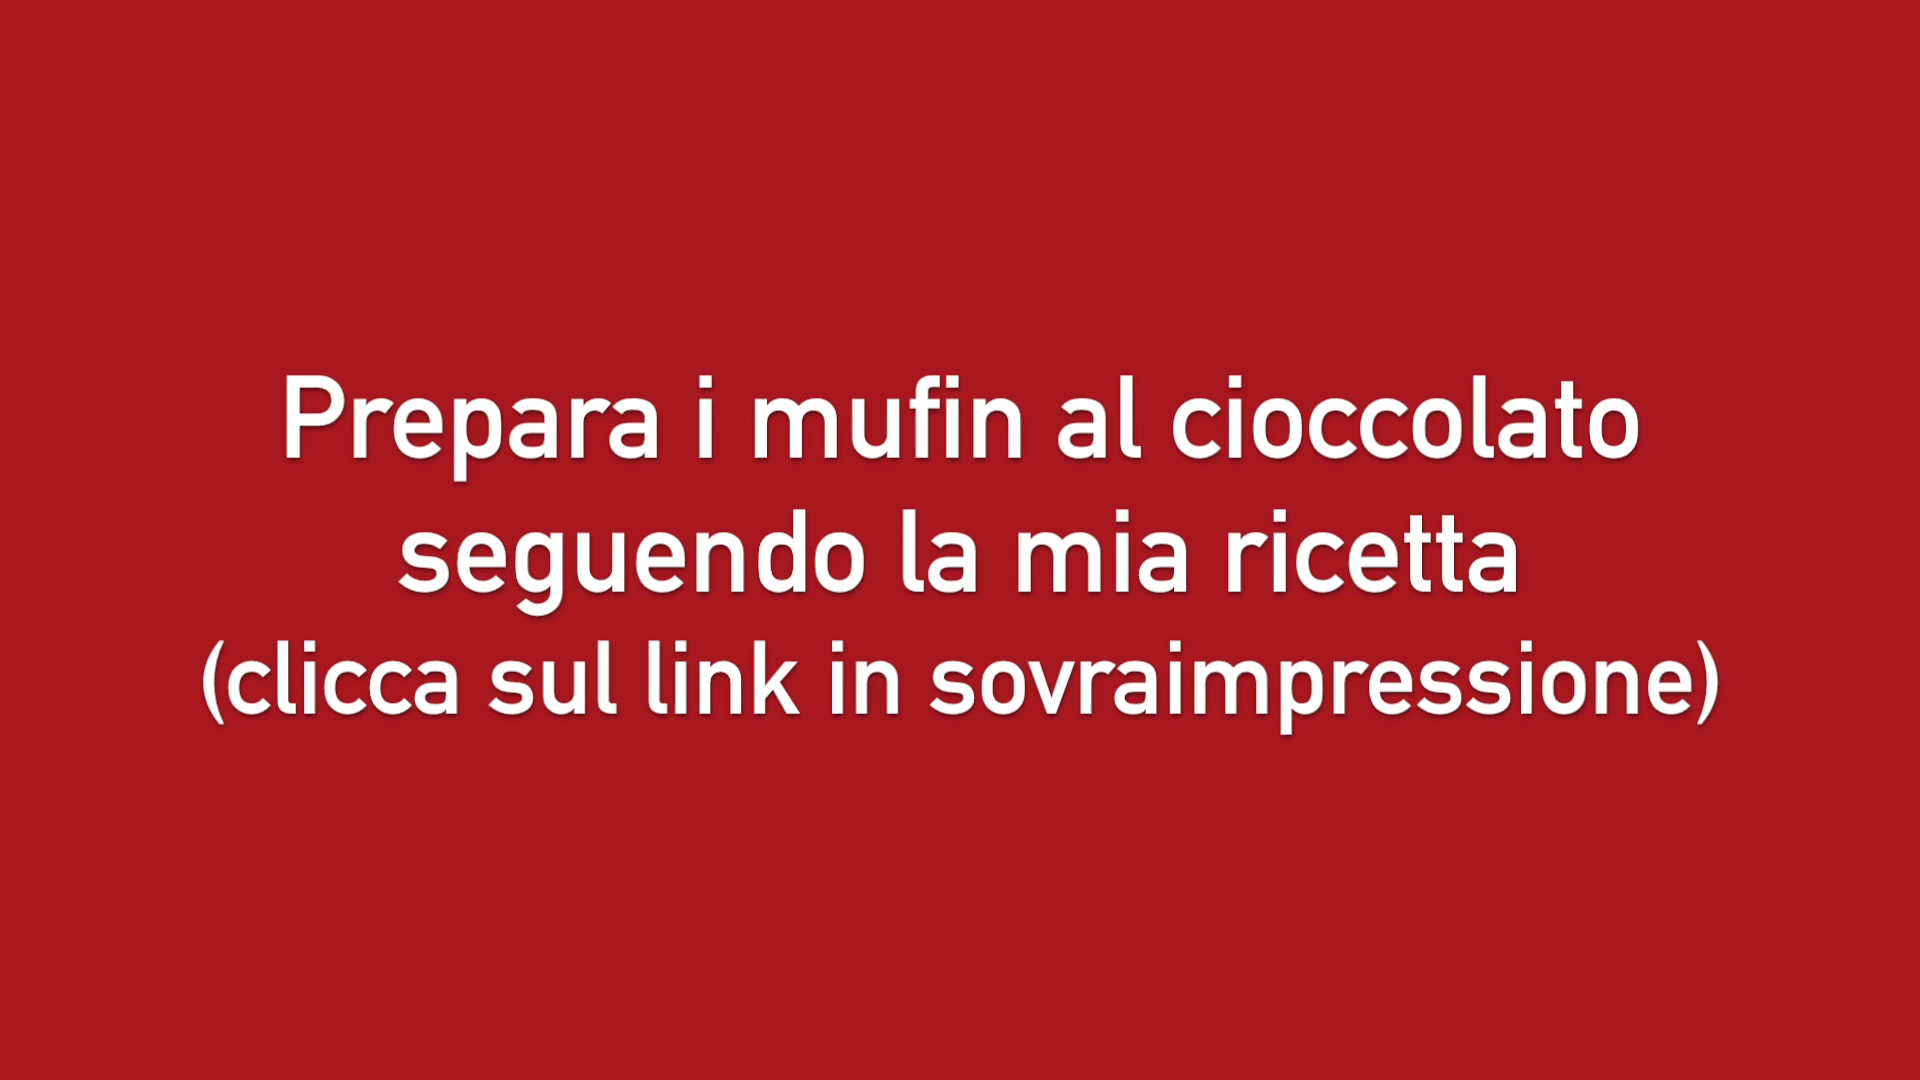 Prepara i mufin al cioccolato
seguendo la mia ricetta
(clicca sul link in sovraimpressione)